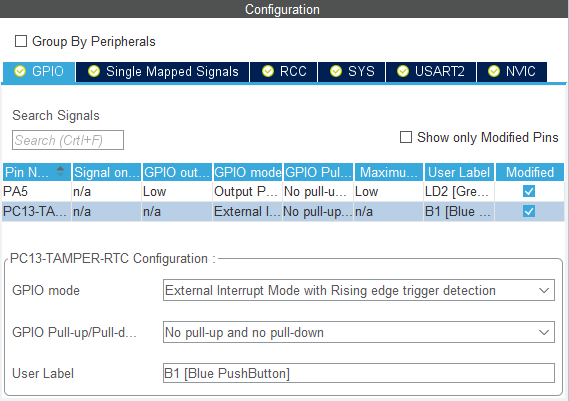 Configuration
Group By Peripherals
GPIO Single Mapped Signals RCC SYS USART2 NVIC
Search Signals
Search (Crtl+F)
Show only Modified Pins
Pin N... Signal on... GPIO out... GPIO mode GPIO Pul... Maximu... User Label Modified
PA5 n/a Low Output P... No pull-u... Low LD2 [Gre...
PC13-TA... n/a n/a External I... No pull-up... n/a B1 [Blue ...
PC13-TAMPER-RTC Configuration :
GPIO mode External Interrupt Mode with Rising edge trigger detection
GPIO Pull-up/Pull-d... No pull-up and no pull-down
User Label B1 [Blue PushButton]